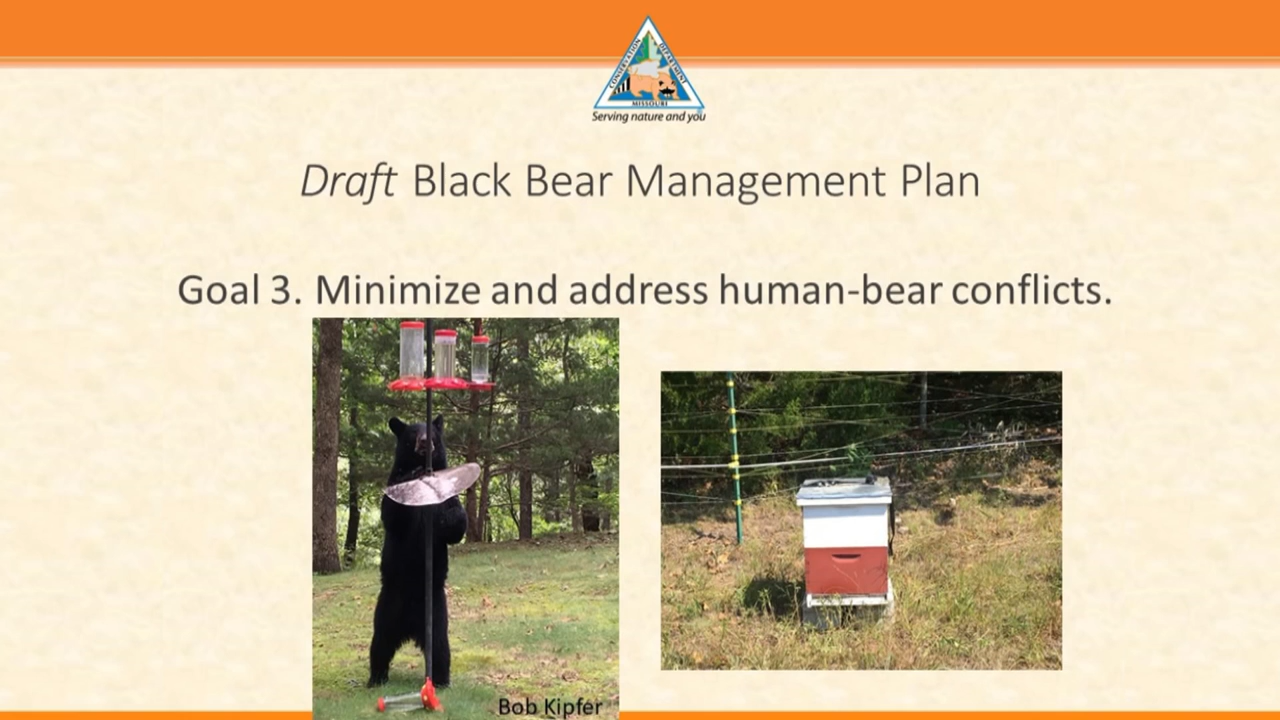 CONSERVATION DEPARTMENT
MISSOURI
Serving nature and you
Draft Black Bear Management Plan
Goal 3. Minimize and address human-bear conflicts.
Bob Kipfer